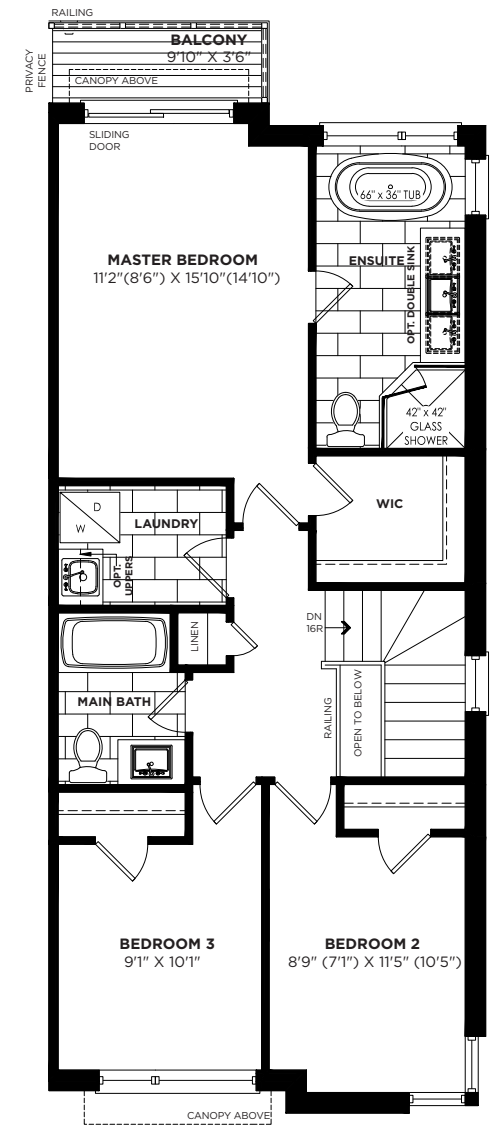 RAILING
PRIVACY
FENCE
BALCONY
9'10" X 3'6"
CANOPY ABOVE
SLIDING
DOOR
66" x 36" TUB
MASTER BEDROOM
11'2"(8'6") X 15'10"(14'10")
ENSUITE
OPT. DOUBLE SINK
42" x 42"
GLASS
SHOWER
WIC
D
W
LAUNDRY
OPT.
UPPERS
LINEN
DN
16R
MAIN BATH
RAILING
OPEN TO BELOW
BEDROOM 3
9'1" X 10'1"
BEDROOM 2
8'9" (7'1") X 11'5" (10'5")
CANOPY ABOVE